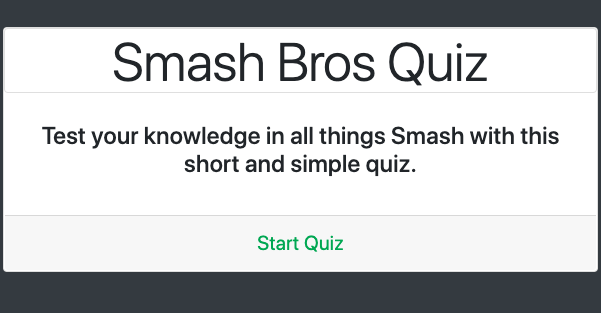 Smash Bros Quiz
Test your knowledge in all things Smash with this
short and simple quiz.
Start Quiz